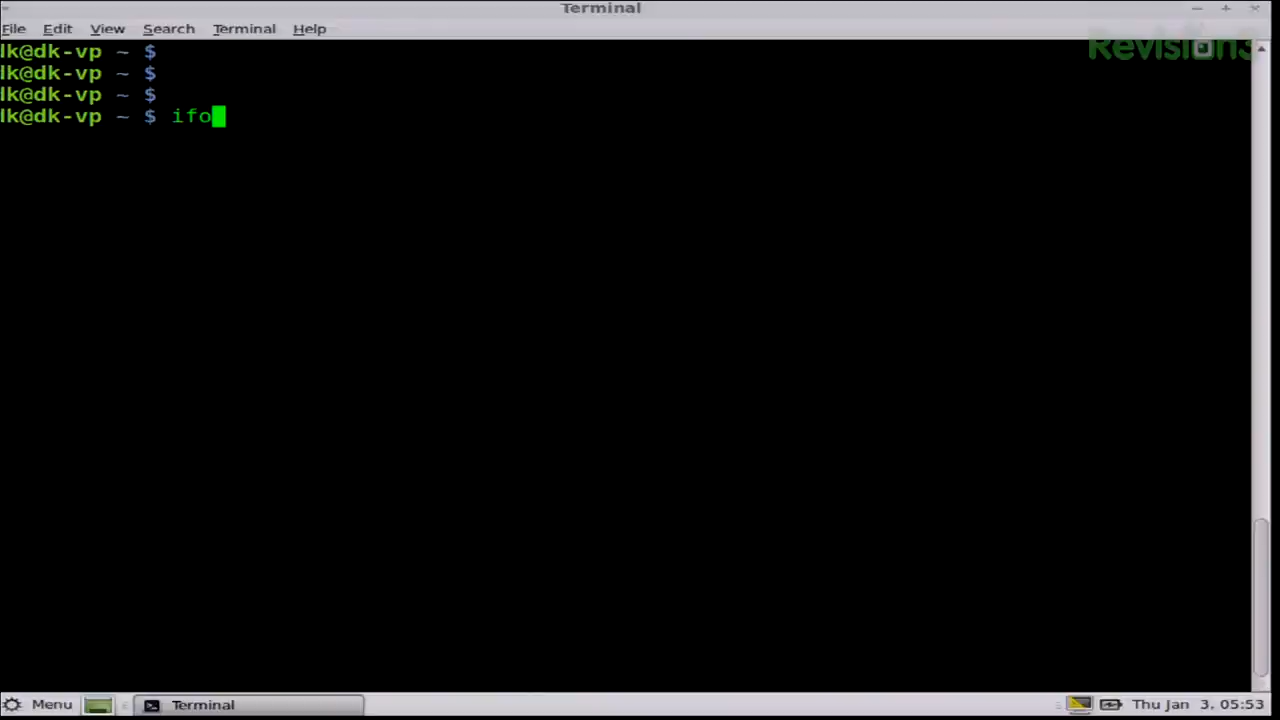 Terminal
File Edit View Search Terminal Help
Revision3
lk@dk-vp ~ $
lk@dk-vp ~ $
lk@dk-vp ~ $
lk@dk-vp ~ $ ifo
Menu Terminal Thu Jan 3, 05:53